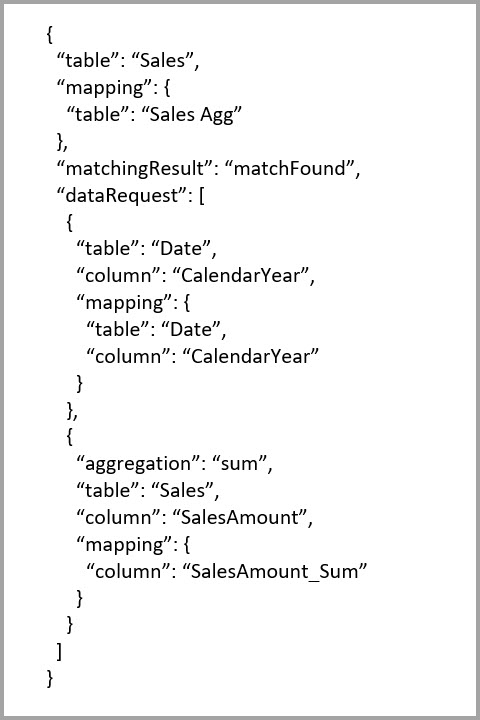 {
“table”: “Sales”,
“mapping”: {
“table”: “Sales Agg”
},
“matchingResult”: “matchFound”,
“dataRequest”: [
{
“table”: “Date”,
“column”: “CalendarYear”,
“mapping”: {
“table”: “Date”,
“column”: “CalendarYear”
}
},
{
“aggregation”: “sum”,
“table”: “Sales”,
“column”: “SalesAmount”,
“mapping”: {
“column”: “SalesAmount_Sum”
}
}
]
}